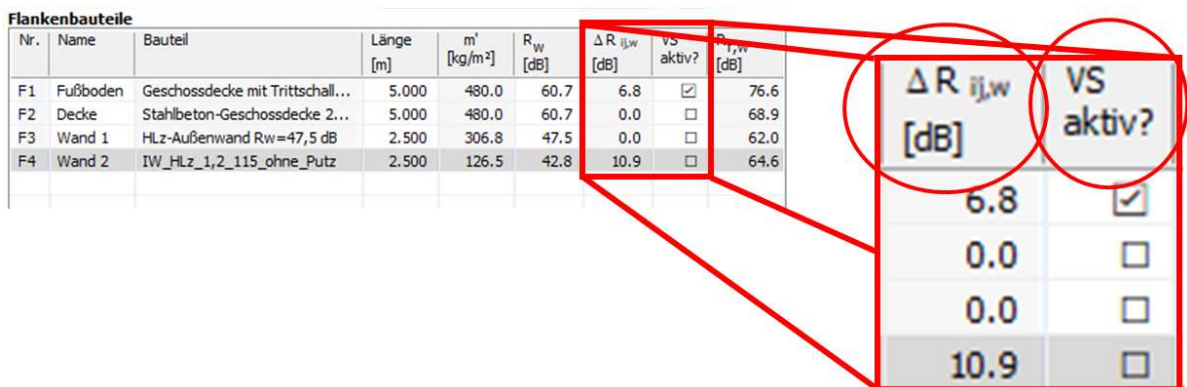 Flankenbauteile
Nr. Name Bauteil Länge [m] m' [kg/m²] R w [dB] Δ R ij,w [dB] VS aktiv? [dB]
F1 Fußboden Geschossdecke mit Trittschall... 5.000 480.0 60.7 6.8 ☑ 76.6
F2 Decke Stahlbeton-Geschossdecke 2... 5.000 480.0 60.7 0.0 ☐ 68.9
F3 Wand 1 HLz-Außenwand Rw=47,5 dB 2.500 306.8 47.5 0.0 ☐ 62.0
F4 Wand 2 IW_HLz_1,2_115_ohne_Putz 2.500 126.5 42.8 10.9 ☐ 64.6
Δ R ij,w VS
[dB] aktiv?
6.8 ☑
0.0 ☐
0.0 ☐
10.9 ☐